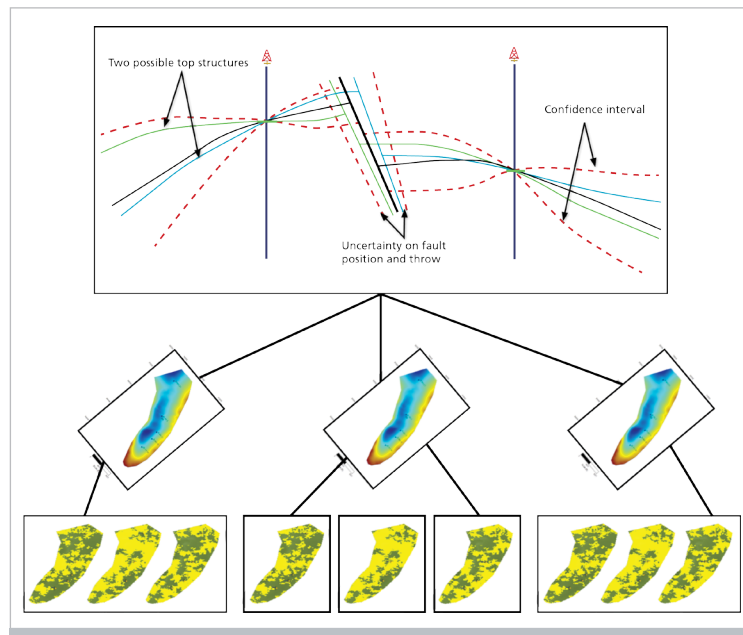 Two possible top structures
Confidence interval
Uncertainty on fault
position and throw